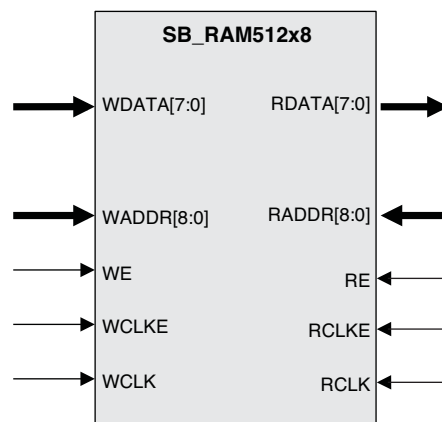 SB_RAM512x8
WDATA[7:0] RDATA[7:0]
WADDR[8:0] RADDR[8:0]
WE RE
WCLKE RCLKE
WCLK RCLK